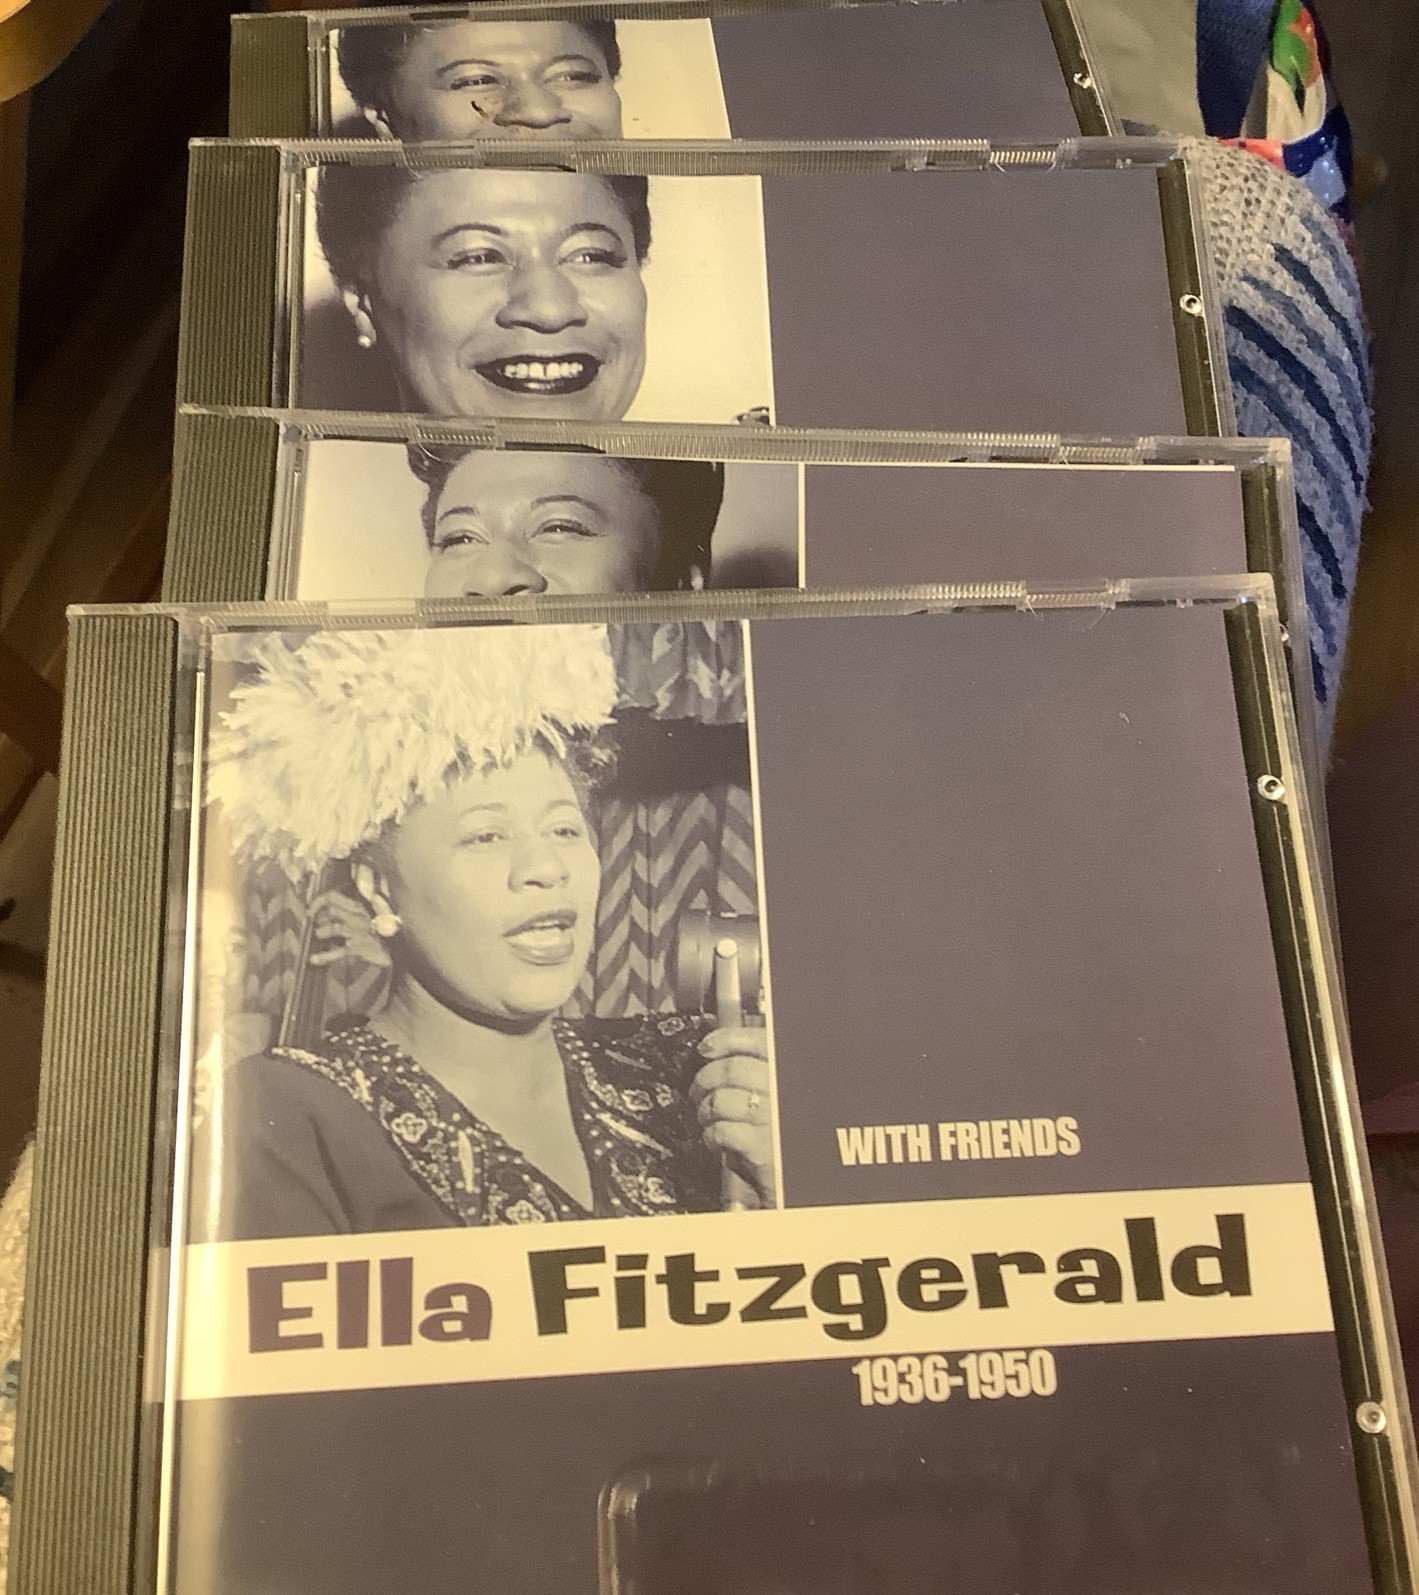 WITH FRIENDS
Ella Fitzgerald
1936-1950